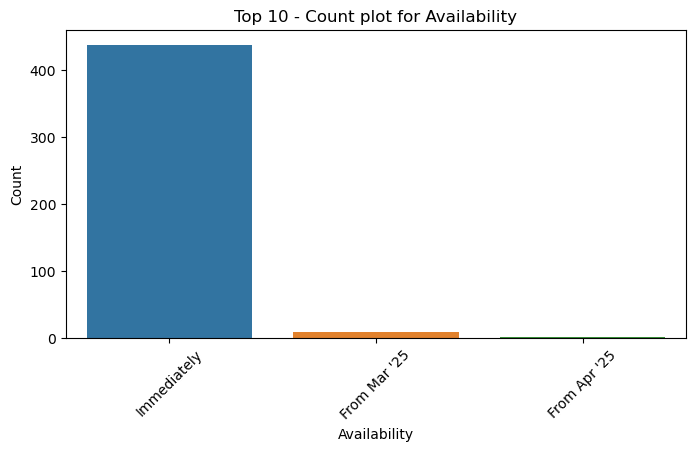 Top 10 - Count plot for Availability
Count
400
300
200
100
0
Immediately
From Mar '25
From Apr '25
Availability